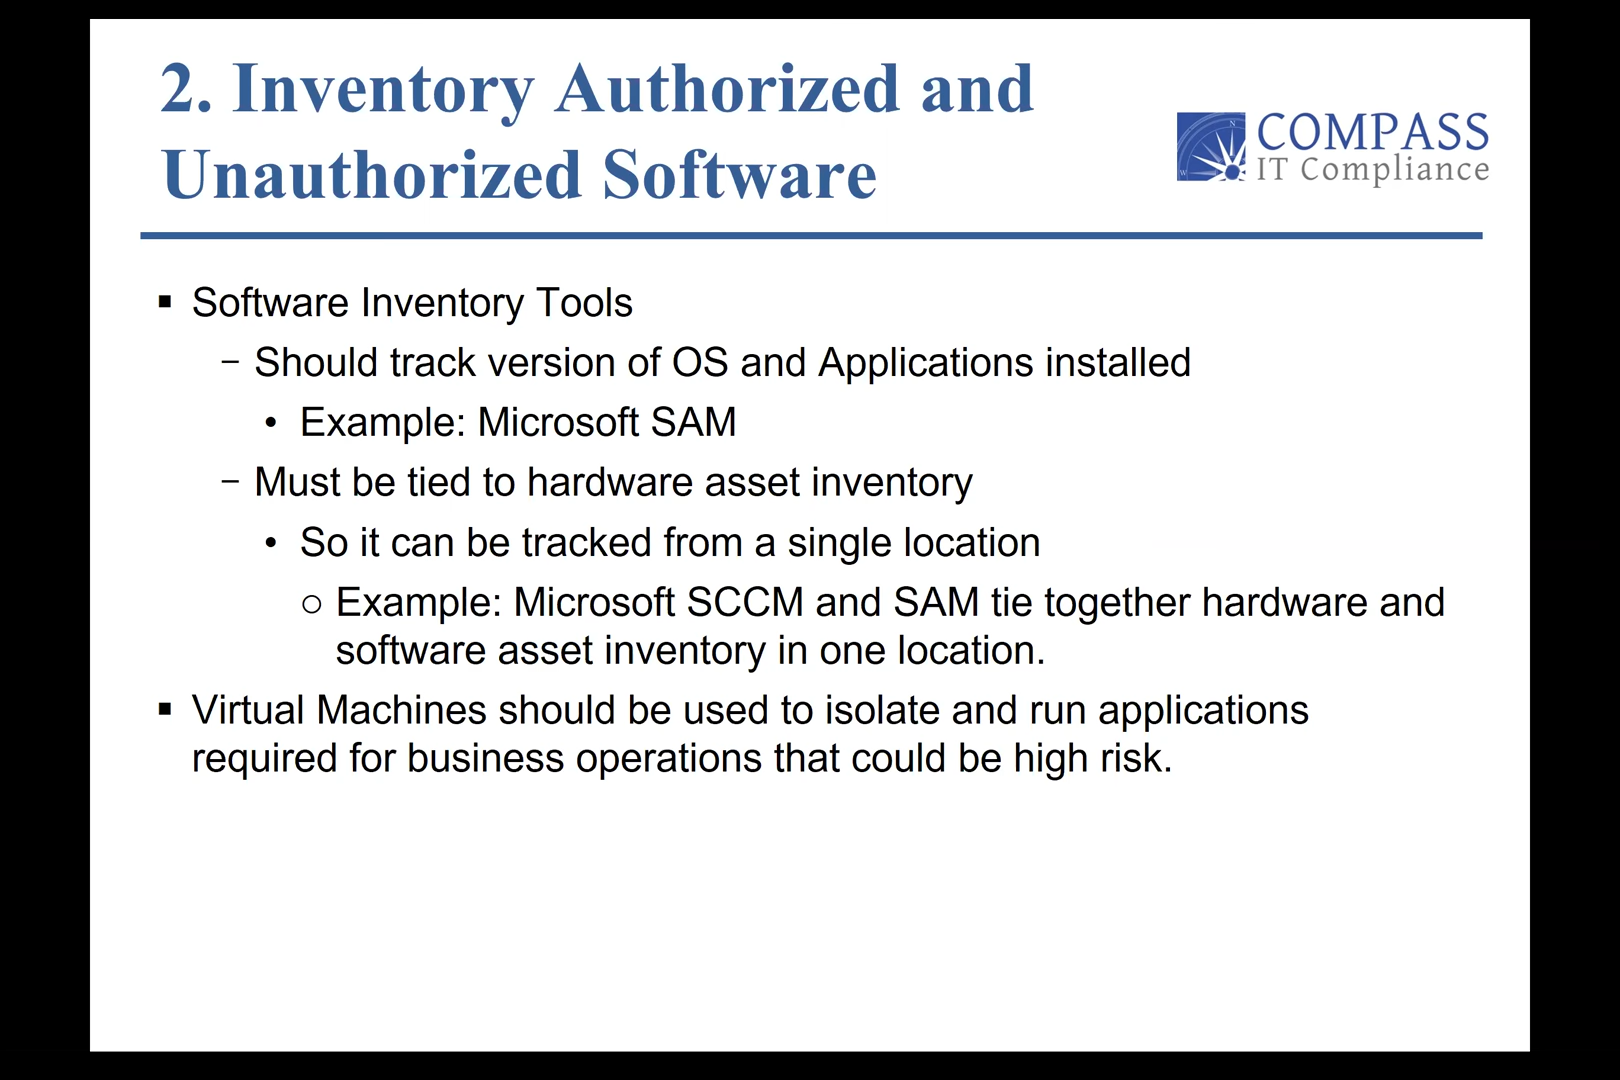 2. Inventory Authorized and
Unauthorized Software
COMPASS
IT Compliance
N
W
▪ Software Inventory Tools
– Should track version of OS and Applications installed
• Example: Microsoft SAM
– Must be tied to hardware asset inventory
• So it can be tracked from a single location
○ Example: Microsoft SCCM and SAM tie together hardware and
software asset inventory in one location.
▪ Virtual Machines should be used to isolate and run applications
required for business operations that could be high risk.